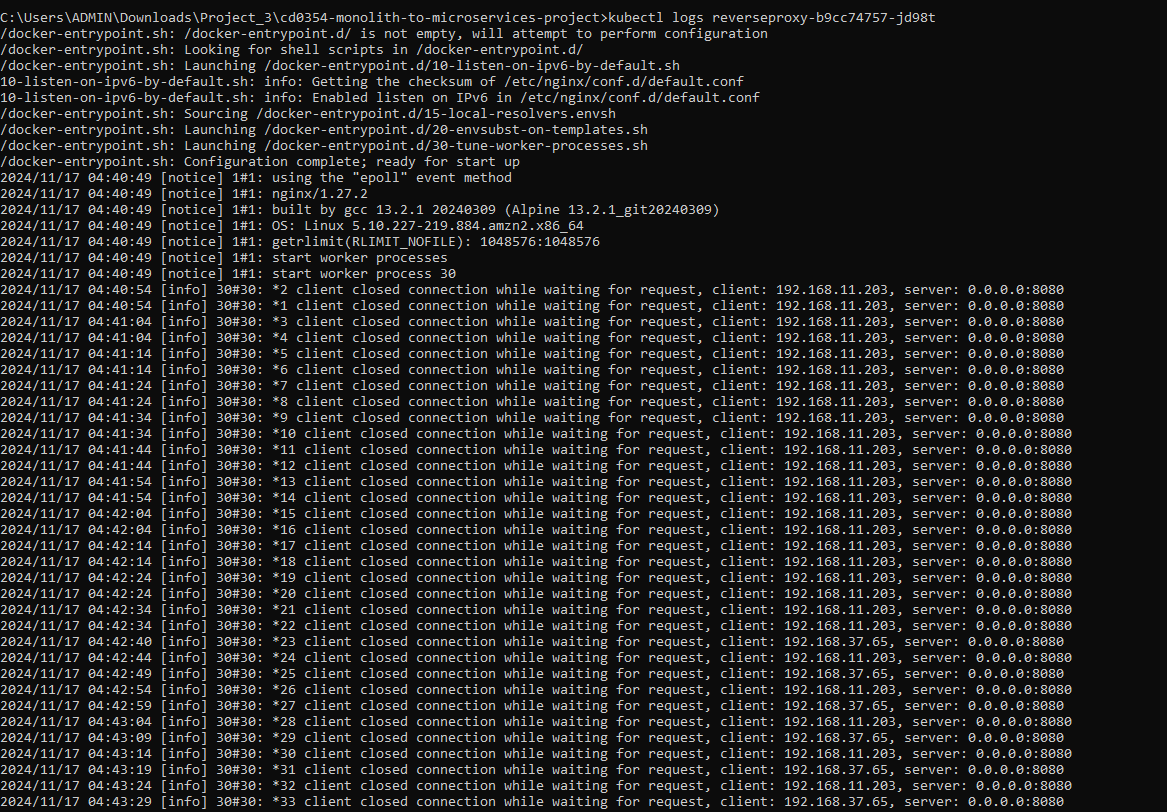 C:\Users\ADMIN\Downloads\Project_3\cd0354-monolith-to-microservices-project>kubectl logs reverseproxy-b9cc74757-jd98t
/docker-entrypoint.sh: /docker-entrypoint.d/ is not empty, will attempt to perform configuration
/docker-entrypoint.sh: Looking for shell scripts in /docker-entrypoint.d/
/docker-entrypoint.sh: Launching /docker-entrypoint.d/10-listen-on-ipv6-by-default.sh
10-listen-on-ipv6-by-default.sh: info: Getting the checksum of /etc/nginx/conf.d/default.conf
10-listen-on-ipv6-by-default.sh: info: Enabled listen on IPv6 in /etc/nginx/conf.d/default.conf
/docker-entrypoint.sh: Sourcing /docker-entrypoint.d/15-local-resolvers.envsh
/docker-entrypoint.sh: Launching /docker-entrypoint.d/20-envsubst-on-templates.sh
/docker-entrypoint.sh: Launching /docker-entrypoint.d/30-tune-worker-processes.sh
/docker-entrypoint.sh: Configuration complete; ready for start up
2024/11/17 04:40:49 [notice] 1#1: using the "epoll" event method
2024/11/17 04:40:49 [notice] 1#1: nginx/1.27.2
2024/11/17 04:40:49 [notice] 1#1: built by gcc 13.2.1 20240309 (Alpine 13.2.1_git20240309)
2024/11/17 04:40:49 [notice] 1#1: OS: Linux 5.10.227-219.884.amzn2.x86_64
2024/11/17 04:40:49 [notice] 1#1: getrlimit(RLIMIT_NOFILE): 1048576:1048576
2024/11/17 04:40:49 [notice] 1#1: start worker processes
2024/11/17 04:40:49 [notice] 1#1: start worker process 30
2024/11/17 04:40:54 [info] 30#30: *2 client closed connection while waiting for request, client: 192.168.11.203, server: 0.0.0.0:8080
2024/11/17 04:40:54 [info] 30#30: *1 client closed connection while waiting for request, client: 192.168.11.203, server: 0.0.0.0:8080
2024/11/17 04:41:04 [info] 30#30: *3 client closed connection while waiting for request, client: 192.168.11.203, server: 0.0.0.0:8080
2024/11/17 04:41:04 [info] 30#30: *4 client closed connection while waiting for request, client: 192.168.11.203, server: 0.0.0.0:8080
2024/11/17 04:41:14 [info] 30#30: *5 client closed connection while waiting for request, client: 192.168.11.203, server: 0.0.0.0:8080
2024/11/17 04:41:14 [info] 30#30: *6 client closed connection while waiting for request, client: 192.168.11.203, server: 0.0.0.0:8080
2024/11/17 04:41:24 [info] 30#30: *7 client closed connection while waiting for request, client: 192.168.11.203, server: 0.0.0.0:8080
2024/11/17 04:41:24 [info] 30#30: *8 client closed connection while waiting for request, client: 192.168.11.203, server: 0.0.0.0:8080
2024/11/17 04:41:34 [info] 30#30: *9 client closed connection while waiting for request, client: 192.168.11.203, server: 0.0.0.0:8080
2024/11/17 04:41:34 [info] 30#30: *10 client closed connection while waiting for request, client: 192.168.11.203, server: 0.0.0.0:8080
2024/11/17 04:41:44 [info] 30#30: *11 client closed connection while waiting for request, client: 192.168.11.203, server: 0.0.0.0:8080
2024/11/17 04:41:44 [info] 30#30: *12 client closed connection while waiting for request, client: 192.168.11.203, server: 0.0.0.0:8080
2024/11/17 04:41:54 [info] 30#30: *13 client closed connection while waiting for request, client: 192.168.11.203, server: 0.0.0.0:8080
2024/11/17 04:41:54 [info] 30#30: *14 client closed connection while waiting for request, client: 192.168.11.203, server: 0.0.0.0:8080
2024/11/17 04:42:04 [info] 30#30: *15 client closed connection while waiting for request, client: 192.168.11.203, server: 0.0.0.0:8080
2024/11/17 04:42:04 [info] 30#30: *16 client closed connection while waiting for request, client: 192.168.11.203, server: 0.0.0.0:8080
2024/11/17 04:42:14 [info] 30#30: *17 client closed connection while waiting for request, client: 192.168.11.203, server: 0.0.0.0:8080
2024/11/17 04:42:14 [info] 30#30: *18 client closed connection while waiting for request, client: 192.168.11.203, server: 0.0.0.0:8080
2024/11/17 04:42:24 [info] 30#30: *19 client closed connection while waiting for request, client: 192.168.11.203, server: 0.0.0.0:8080
2024/11/17 04:42:24 [info] 30#30: *20 client closed connection while waiting for request, client: 192.168.11.203, server: 0.0.0.0:8080
2024/11/17 04:42:34 [info] 30#30: *21 client closed connection while waiting for request, client: 192.168.11.203, server: 0.0.0.0:8080
2024/11/17 04:42:34 [info] 30#30: *22 client closed connection while waiting for request, client: 192.168.11.203, server: 0.0.0.0:8080
2024/11/17 04:42:40 [info] 30#30: *23 client closed connection while waiting for request, client: 192.168.37.65, server: 0.0.0.0:8080
2024/11/17 04:42:44 [info] 30#30: *24 client closed connection while waiting for request, client: 192.168.11.203, server: 0.0.0.0:8080
2024/11/17 04:42:49 [info] 30#30: *25 client closed connection while waiting for request, client: 192.168.37.65, server: 0.0.0.0:8080
2024/11/17 04:42:54 [info] 30#30: *26 client closed connection while waiting for request, client: 192.168.11.203, server: 0.0.0.0:8080
2024/11/17 04:42:59 [info] 30#30: *27 client closed connection while waiting for request, client: 192.168.37.65, server: 0.0.0.0:8080
2024/11/17 04:43:04 [info] 30#30: *28 client closed connection while waiting for request, client: 192.168.11.203, server: 0.0.0.0:8080
2024/11/17 04:43:09 [info] 30#30: *29 client closed connection while waiting for request, client: 192.168.37.65, server: 0.0.0.0:8080
2024/11/17 04:43:14 [info] 30#30: *30 client closed connection while waiting for request, client: 192.168.11.203, server: 0.0.0.0:8080
2024/11/17 04:43:19 [info] 30#30: *31 client closed connection while waiting for request, client: 192.168.37.65, server: 0.0.0.0:8080
2024/11/17 04:43:24 [info] 30#30: *32 client closed connection while waiting for request, client: 192.168.11.203, server: 0.0.0.0:8080
2024/11/17 04:43:29 [info] 30#30: *33 client closed connection while waiting for request, client: 192.168.37.65, server: 0.0.0.0:8080